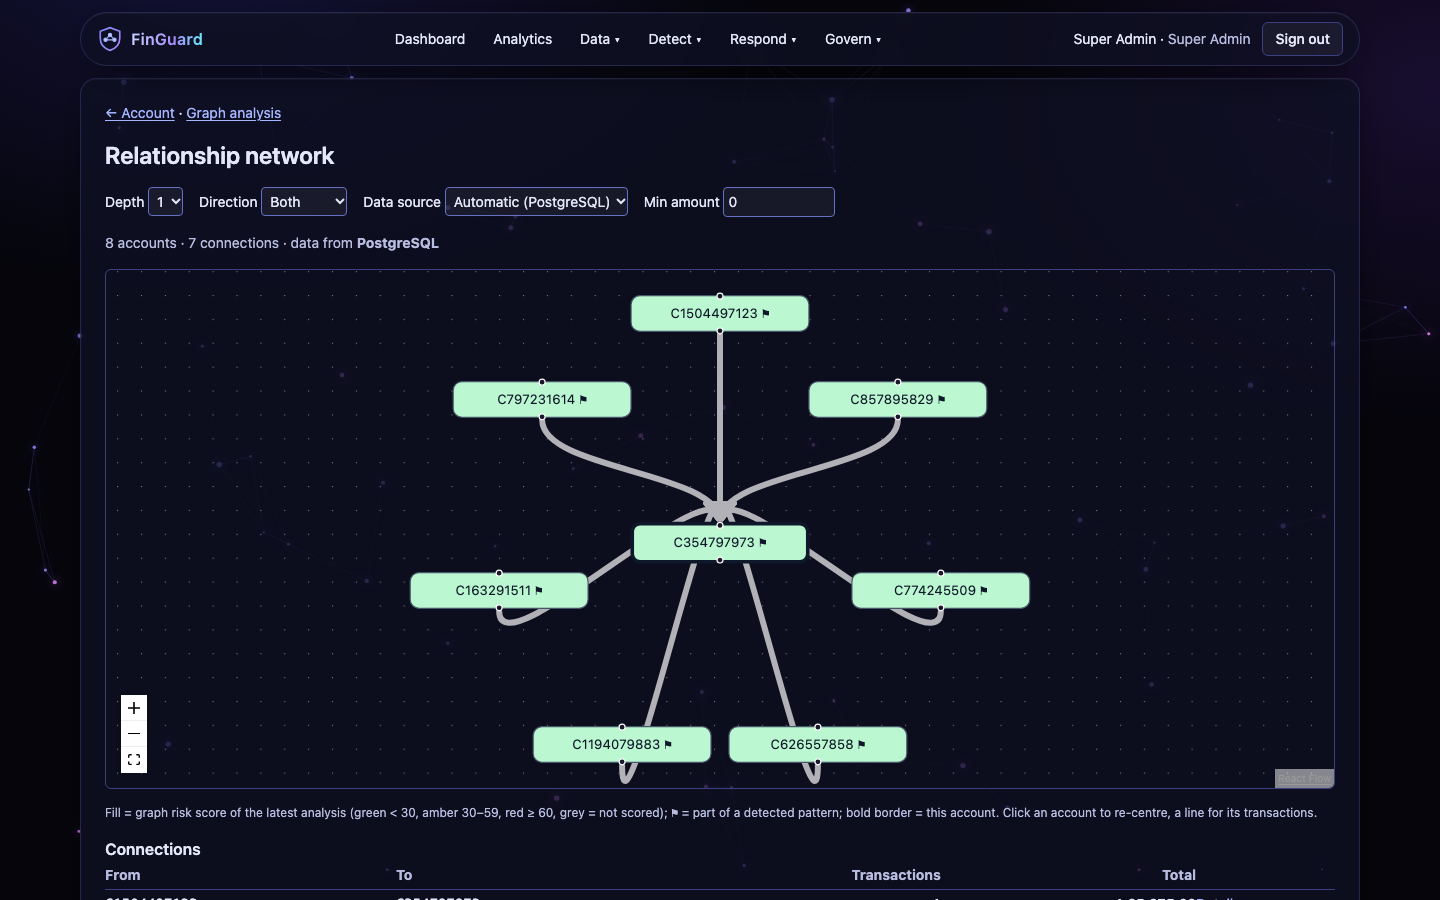 FinGuard
Dashboard Analytics Data ▾ Detect ▾ Respond ▾ Govern ▾
Super Admin · Super Admin Sign out
← Account · Graph analysis
Relationship network
Depth 1 Direction Both Data source Automatic (PostgreSQL) Min amount 0
8 accounts · 7 connections · data from PostgreSQL
C1504497123 ⚑
C797231614 ⚑ C857895829 ⚑
C354797973 ⚑
C163291511 ⚑ C774245509 ⚑
C1194079883 ⚑ C626557858 ⚑
React Flow
Fill = graph risk score of the latest analysis (green < 30, amber 30–59, red ≥ 60, grey = not scored); ⚑ = part of a detected pattern; bold border = this account. Click an account to re-centre, a line for its transactions.
Connections
From To Transactions Total